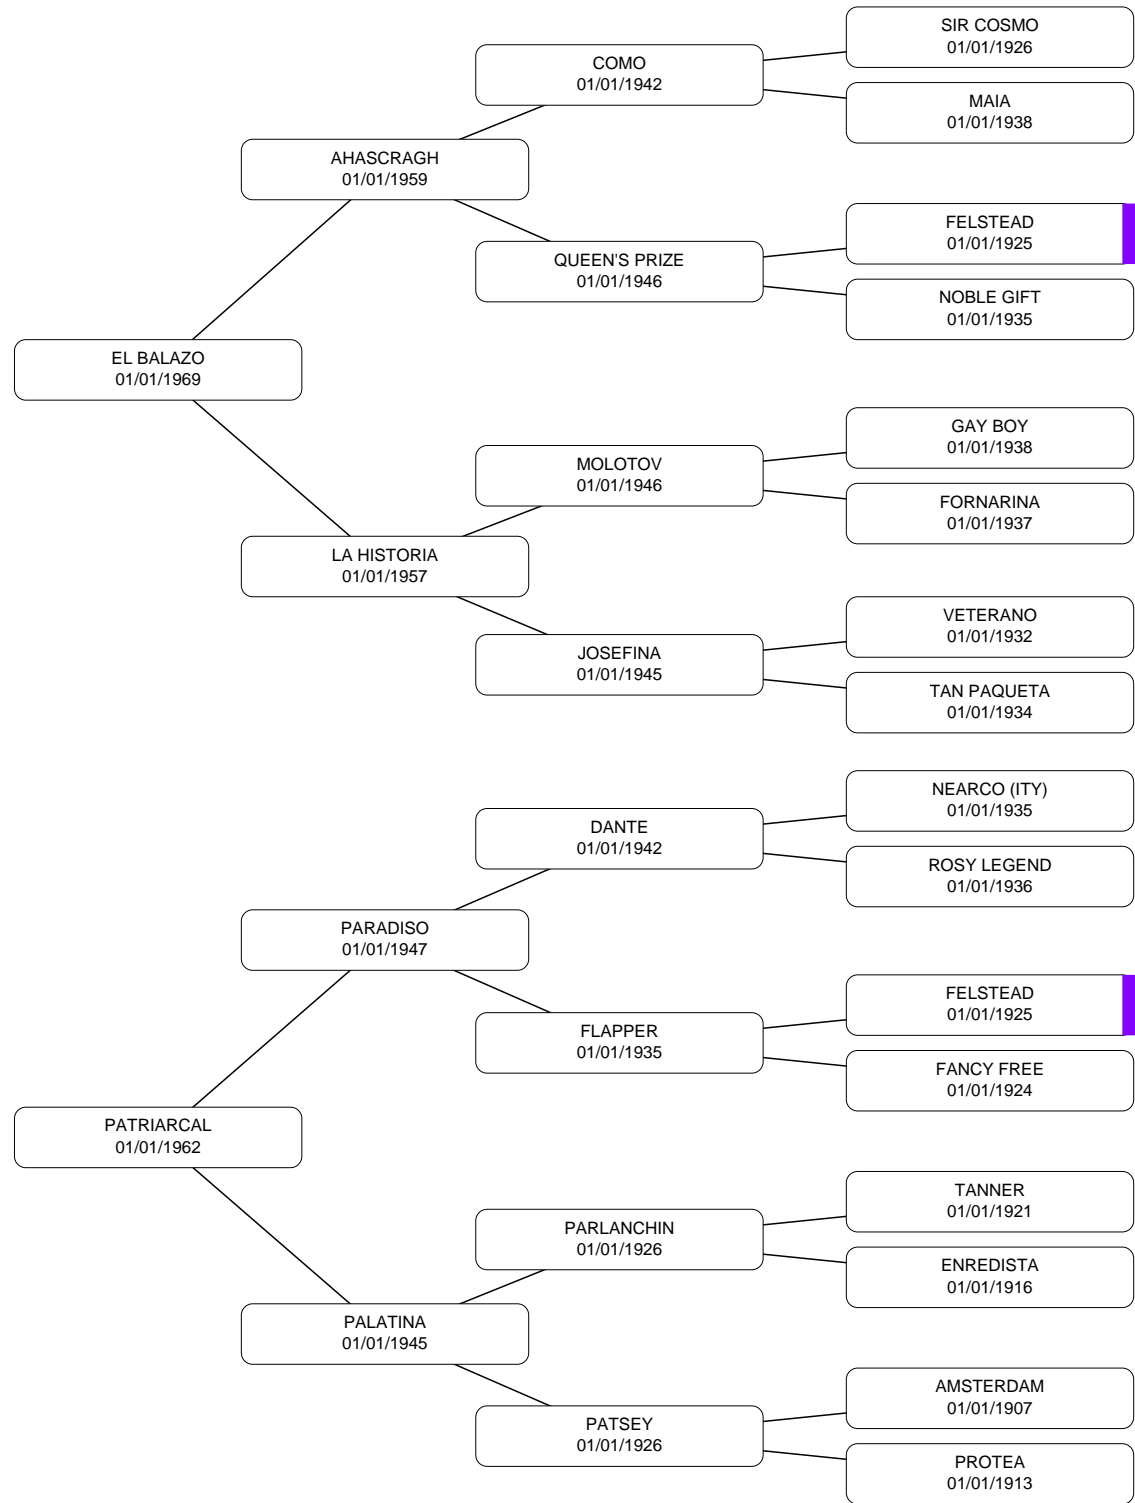 SIR COSMO
01/01/1926
COMO
01/01/1942
MAIA
01/01/1938
AHASCRAGH
01/01/1959
FELSTEAD
01/01/1925
QUEEN'S PRIZE
01/01/1946
NOBLE GIFT
01/01/1935
EL BALAZO
01/01/1969
GAY BOY
01/01/1938
MOLOTOV
01/01/1946
FORNARINA
01/01/1937
LA HISTORIA
01/01/1957
VETERANO
01/01/1932
JOSEFINA
01/01/1945
TAN PAQUETA
01/01/1934
NEARCO (ITY)
01/01/1935
DANTE
01/01/1942
ROSY LEGEND
01/01/1936
PARADISO
01/01/1947
FELSTEAD
01/01/1925
FLAPPER
01/01/1935
FANCY FREE
01/01/1924
PATRIARCAL
01/01/1962
TANNER
01/01/1921
PARLANCHIN
01/01/1926
ENREDISTA
01/01/1916
PALATINA
01/01/1945
AMSTERDAM
01/01/1907
PATSEY
01/01/1926
PROTEA
01/01/1913